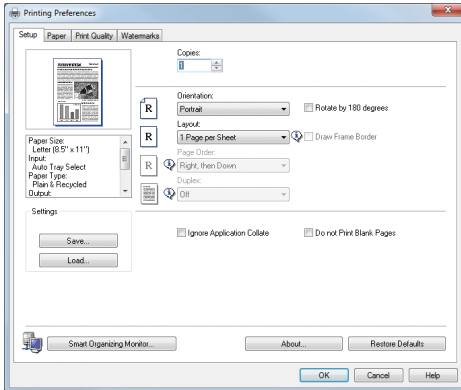 Printing Preferences
Setup Paper Print Quality Watermarks
Copies:
1
Orientation:
R Portrait Rotate by 180 degrees
Layout:
R 1 Page per Sheet Draw Frame Border
Page Order:
R Right, then Down
Duplex:
Off
Paper Size:
Letter (8.5" x 11")
Input:
Auto Tray Select
Paper Type:
Plain & Recycled
Output:
Settings
Save...
Load...
Ignore Application Collate Do not Print Blank Pages
Smart Organizing Monitor... About... Restore Defaults
OK Cancel Help